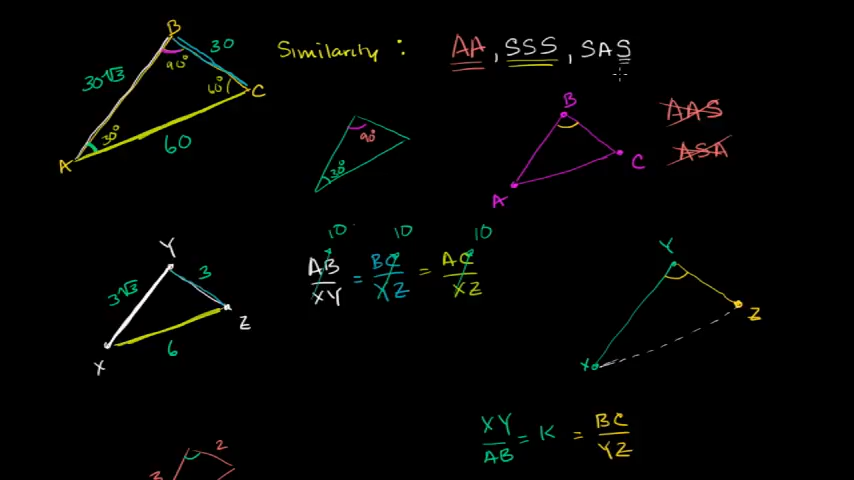 Similarity : AA , SSS , SAS
B
30√3
30
90°
60°
C
30°
A
60
90°
30°
B
C
A
AAS
ASA
Y
3√3
3
Z
X
6
10 10 10
AB/XY = BC/XZ = AC/XZ
Y
X
Z
XY/AB = K = BC/YZ
2
3